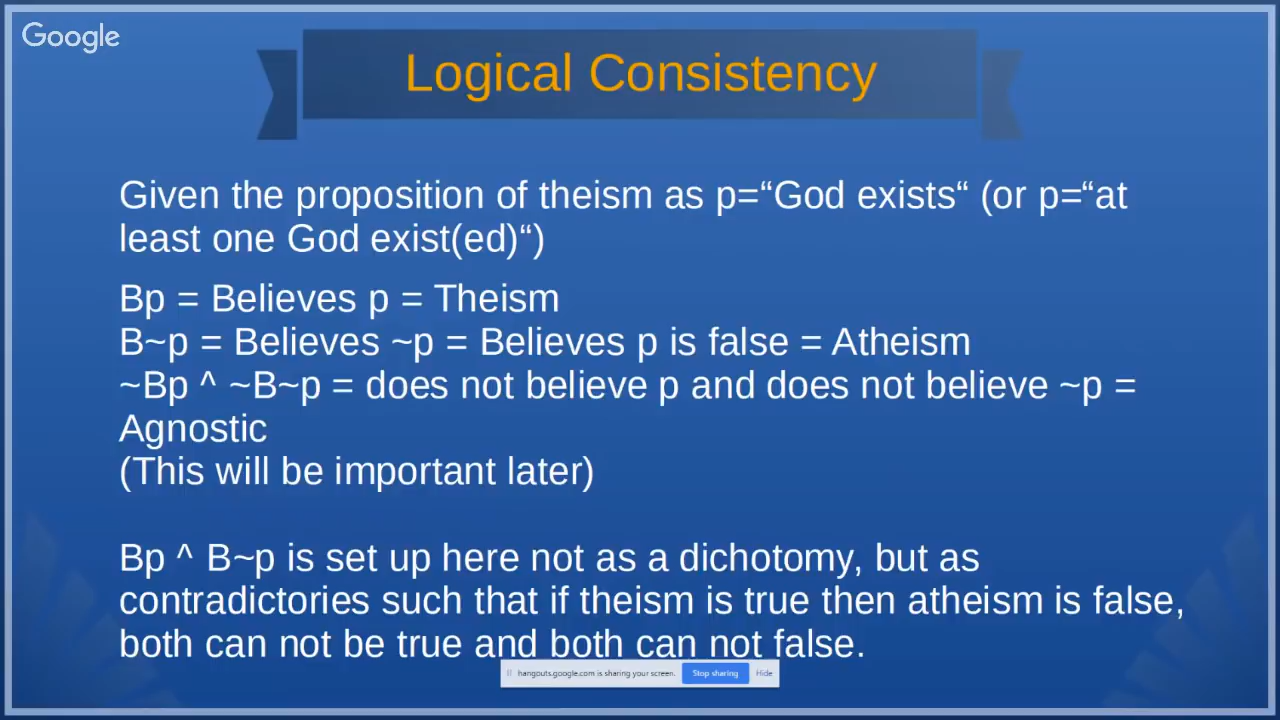 Google
Logical Consistency
Given the proposition of theism as p=“God exists“ (or p=“at
least one God exist(ed)“)
Bp = Believes p = Theism
B~p = Believes ~p = Believes p is false = Atheism
~Bp ^ ~B~p = does not believe p and does not believe ~p =
Agnostic
(This will be important later)
Bp ^ B~p is set up here not as a dichotomy, but as
contradictories such that if theism is true then atheism is false,
both can not be true and both can not false.
hangouts.google.com is sharing your screen. Stop sharing Hide